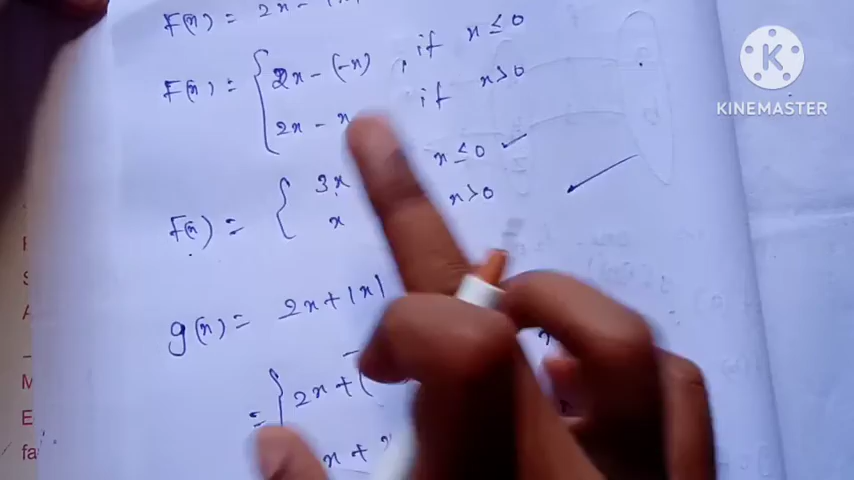 F(x) = 2x -
F(x) = { 2x - (-x) , if x ≤ 0
2x - x if x > 0
F(x) = { 3x x ≤ 0 ✓
x x > 0
g(x) = 2x + |x|
= { 2x + (
x +
KINEMASTER